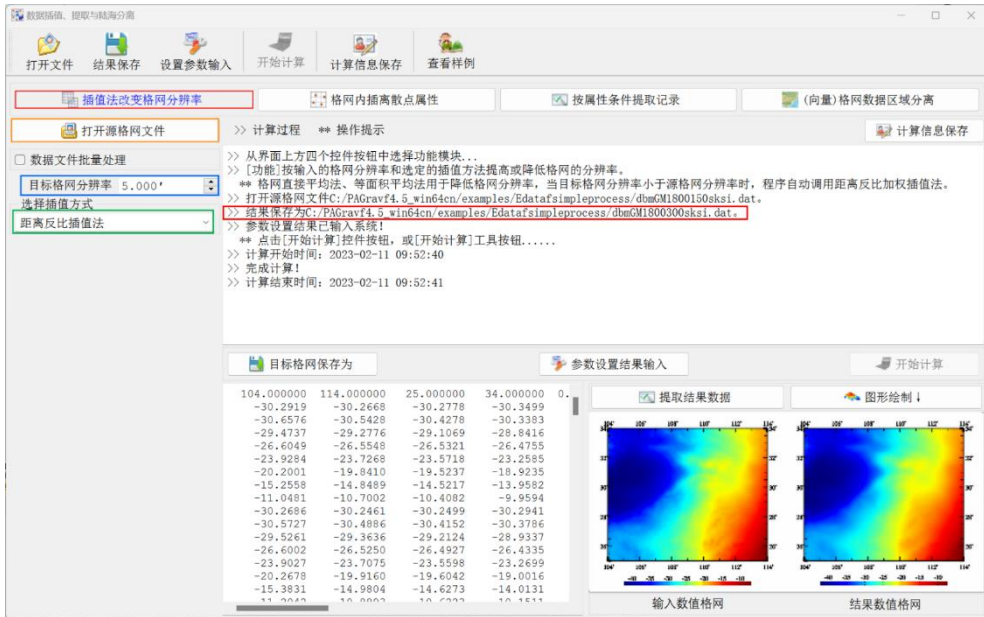 数据插值、提取与陆海分离
打开文件 结果保存 设置参数输入 开始计算 计算信息保存 查看样例
插值法改变格网分辨率 格网内插离散点属性 按属性条件提取记录 (向量)格网数据区域分离
打开源格网文件
>> 计算过程 ** 操作提示
计算信息保存
数据文件批量处理
目标格网分辨率 5.000′
选择插值方式
距离反比插值法
>> 从界面上方四个控件按钮中选择功能模块...
>> [功能]按输入的格网分辨率和选定的插值方法提高或降低格网的分辨率。
** 格网直接平均法、等面积平均法用于降低格网分辨率，当目标格网分辨率小于源格网分辨率时，程序自动调用距离反比加权插值法。
>> 打开源格网文件C:/PAGravf4.5_win64cn/examples/Edatafsimpleprocess/dbmGM1800150sksi.dat。
>> 结果保存为C:/PAGravf4.5_win64cn/examples/Edatafsimpleprocess/dbmGM1800300sksi.dat。
>> 参数设置结果已输入系统！
** 点击[开始计算]控件按钮，或[开始计算]工具按钮......
>> 计算开始时间：2023-02-11 09:52:40
>> 完成计算！
>> 计算结束时间：2023-02-11 09:52:41
目标格网保存为 参数设置结果输入 开始计算
104.000000 114.000000 25.000000 34.000000 0.
-30.2919 -30.2668 -30.2778 -30.3499
-30.6576 -30.5428 -30.4278 -30.3383
-29.4737 -29.2776 -29.1069 -28.8416
-26.6049 -26.5548 -26.5321 -26.4755
-23.9284 -23.7268 -23.5718 -23.2585
-20.2001 -19.8410 -19.5237 -18.9235
-15.2558 -14.8489 -14.5217 -13.9582
-11.0481 -10.7002 -10.4082 -9.9594
-30.2686 -30.2461 -30.2499 -30.2941
-30.5727 -30.4886 -30.4152 -30.3786
-29.5261 -29.3636 -29.2124 -28.9337
-26.6002 -26.5250 -26.4927 -26.4335
-23.9027 -23.7075 -23.5598 -23.2699
-20.2678 -19.9160 -19.6042 -19.0016
-15.3831 -14.9804 -14.6273 -14.0131
提取结果数据 图形绘制↓
输入数值格网 结果数值格网